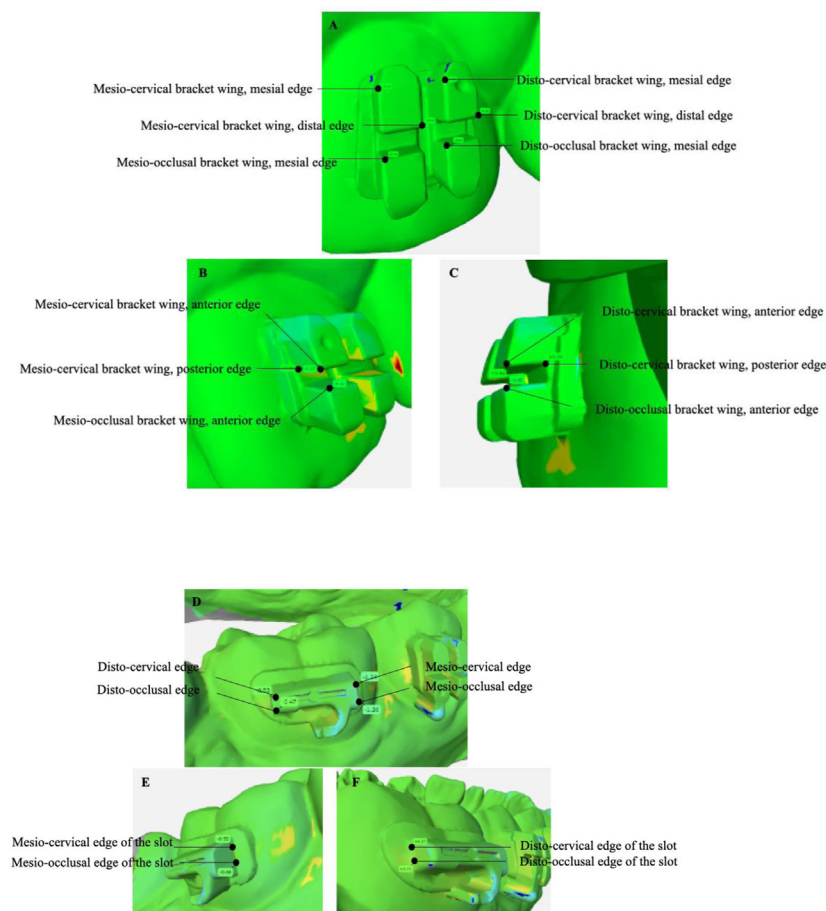 A
Mesio-cervical bracket wing, mesial edge
Disto-cervical bracket wing, mesial edge
Mesio-cervical bracket wing, distal edge
Disto-cervical bracket wing, distal edge
Mesio-occlusal bracket wing, mesial edge
Disto-occlusal bracket wing, mesial edge
B
Mesio-cervical bracket wing, anterior edge
Mesio-cervical bracket wing, posterior edge
Mesio-occlusal bracket wing, anterior edge
C
Disto-cervical bracket wing, anterior edge
Disto-cervical bracket wing, posterior edge
Disto-occlusal bracket wing, anterior edge
D
Disto-cervical edge
Disto-occlusal edge
Mesio-cervical edge
Mesio-occlusal edge
E
Mesio-cervical edge of the slot
Mesio-occlusal edge of the slot
F
Disto-cervical edge of the slot
Disto-occlusal edge of the slot